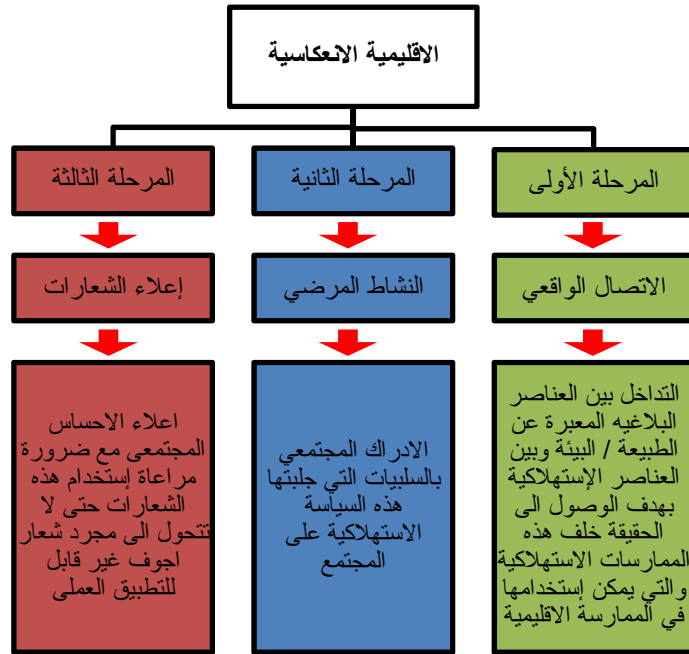 الاقليمية الانعكاسية
المرحلة الأولى
الاتصال الواقعي
التداخل بين العناصر
البلاغيه المعبرة عن
الطبيعة / البيئة وبين
العناصر الإستهلاكية
بهدف الوصول الى
الحقيقة خلف هذه
الممارسات الاستهلاكية
والتي يمكن إستخدامها
في الممارسة الاقليمية
المرحلة الثانية
النشاط المرضي
الادراك المجتمعي
بالسلبيات التي جلبتها
هذه السياسة
الاستهلاكية على
المجتمع
المرحلة الثالثة
إعلاء الشعارات
اعلاء الاحساس
المجتمعى مع ضرورة
مراعاة إستخدام هذه
الشعارات حتى لا
تتحول الى مجرد شعار
اجوف غير قابل
للتطبيق العملى